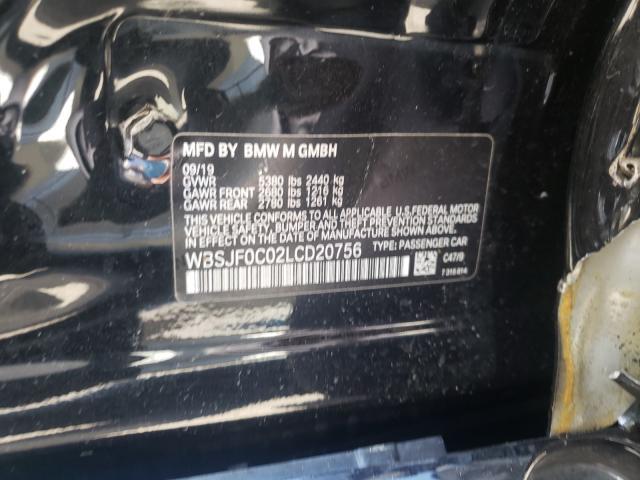 MFD BY BMW M GMBH
09/19
GVWR 5380 lbs 2440 kg
GAWR FRONT 2680 lbs 1216 kg
GAWR REAR 2780 lbs 1261 kg
THIS VEHICLE CONFORMS TO ALL APPLICABLE U.S. FEDERAL MOTOR
VEHICLE SAFETY, BUMPER, AND THEFT PREVENTION STANDARDS
IN EFFECT ON THE DATE OF MANUFACTURE SHOWN ABOVE.
WBSJF0C02LCD20756 TYPE: PASSENGER CAR
C47/9